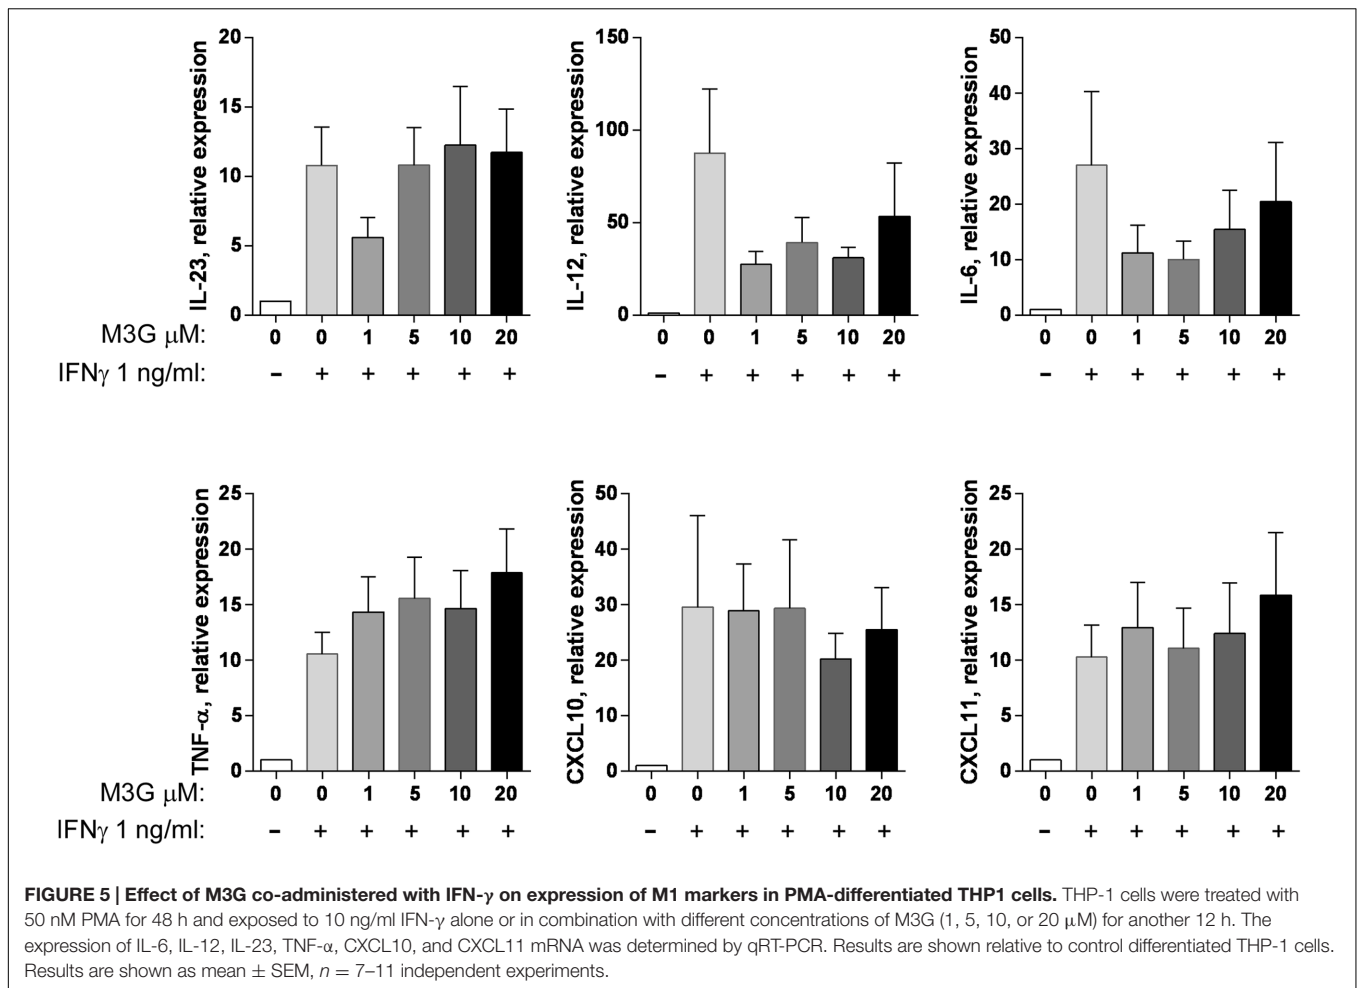 IL-23, relative expression
20
15
10
5
0
IL-12, relative expression
150
100
50
0
IL-6, relative expression
50
40
30
20
10
0
M3G μM: 0 0 1 5 10 20 0 0 1 5 10 20 0 0 1 5 10 20
IFNγ 1 ng/ml: − + + + + + − + + + + + − + + + + +
TNF-α, relative expression
25
20
15
10
5
0
CXCL10, relative expression
50
40
30
20
10
0
CXCL11, relative expression
25
20
15
10
5
0
M3G μM: 0 0 1 5 10 20 0 0 1 5 10 20 0 0 1 5 10 20
IFNγ 1 ng/ml: − + + + + + − + + + + + − + + + + +
FIGURE 5 | Effect of M3G co-administered with IFN-γ on expression of M1 markers in PMA-differentiated THP1 cells. THP-1 cells were treated with
50 nM PMA for 48 h and exposed to 10 ng/ml IFN-γ alone or in combination with different concentrations of M3G (1, 5, 10, or 20 μM) for another 12 h. The
expression of IL-6, IL-12, IL-23, TNF-α, CXCL10, and CXCL11 mRNA was determined by qRT-PCR. Results are shown relative to control differentiated THP-1 cells.
Results are shown as mean ± SEM, n = 7–11 independent experiments.